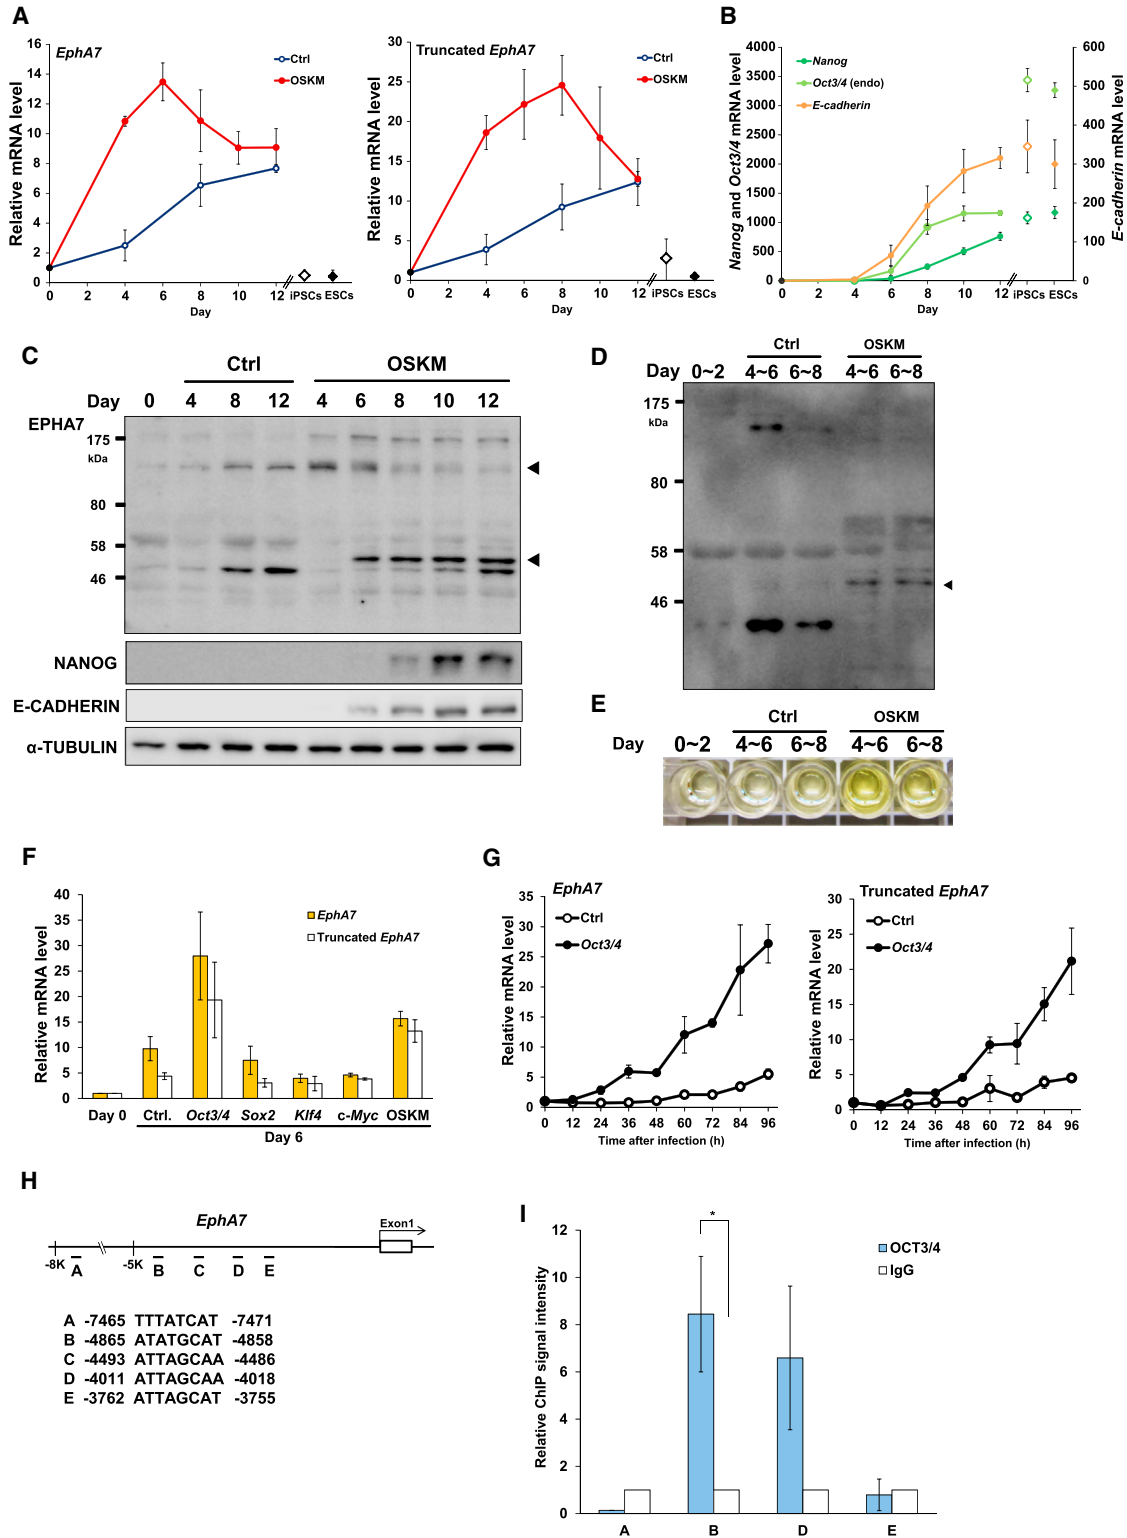 A
EphA7
Ctrl
OSKM
Relative mRNA level
16
14
12
10
8
6
4
2
0
0 2 4 6 8 10 12 iPSCs ESCs
Day
Truncated EphA7
Ctrl
OSKM
Relative mRNA level
30
25
20
15
10
5
0
0 2 4 6 8 10 12 iPSCs ESCs
Day
B
Nanog
Oct3/4 (endo)
E-cadherin
Nanog and Oct3/4 mRNA level
4000
3500
3000
2500
2000
1500
1000
500
0
600
500
400
300
200
100
0
E-cadherin mRNA level
0 2 4 6 8 10 12 iPSCs ESCs
Day
C
Ctrl OSKM
Day 0 4 8 12 4 6 8 10 12
EPHA7
175
kDa
80
58
46
NANOG
E-CADHERIN
α-TUBULIN
D
Ctrl OSKM
Day 0~2 4~6 6~8 4~6 6~8
175
kDa
80
58
46
E
Ctrl OSKM
Day 0~2 4~6 6~8 4~6 6~8
F
Relative mRNA level
40
35
30
25
20
15
10
5
0
EphA7
Truncated EphA7
Day 0 Ctrl. Oct3/4 Sox2 Klf4 c-Myc OSKM
Day 6
G
EphA7
Ctrl
Oct3/4
Relative mRNA level
35
30
25
20
15
10
5
0
0 12 24 36 48 60 72 84 96
Time after infection (h)
Truncated EphA7
Ctrl
Oct3/4
Relative mRNA level
30
25
20
15
10
5
0
0 12 24 36 48 60 72 84 96
Time after infection (h)
H
EphA7
Exon1
-8K A -5K B C D E
A -7465 TTTATCAT -7471
B -4865 ATATGCAT -4858
C -4493 ATTAGCAA -4486
D -4011 ATTAGCAA -4018
E -3762 ATTAGCAT -3755
I
Relative ChIP signal intensity
12
10
8
6
4
2
0
*
OCT3/4
IgG
A B D E